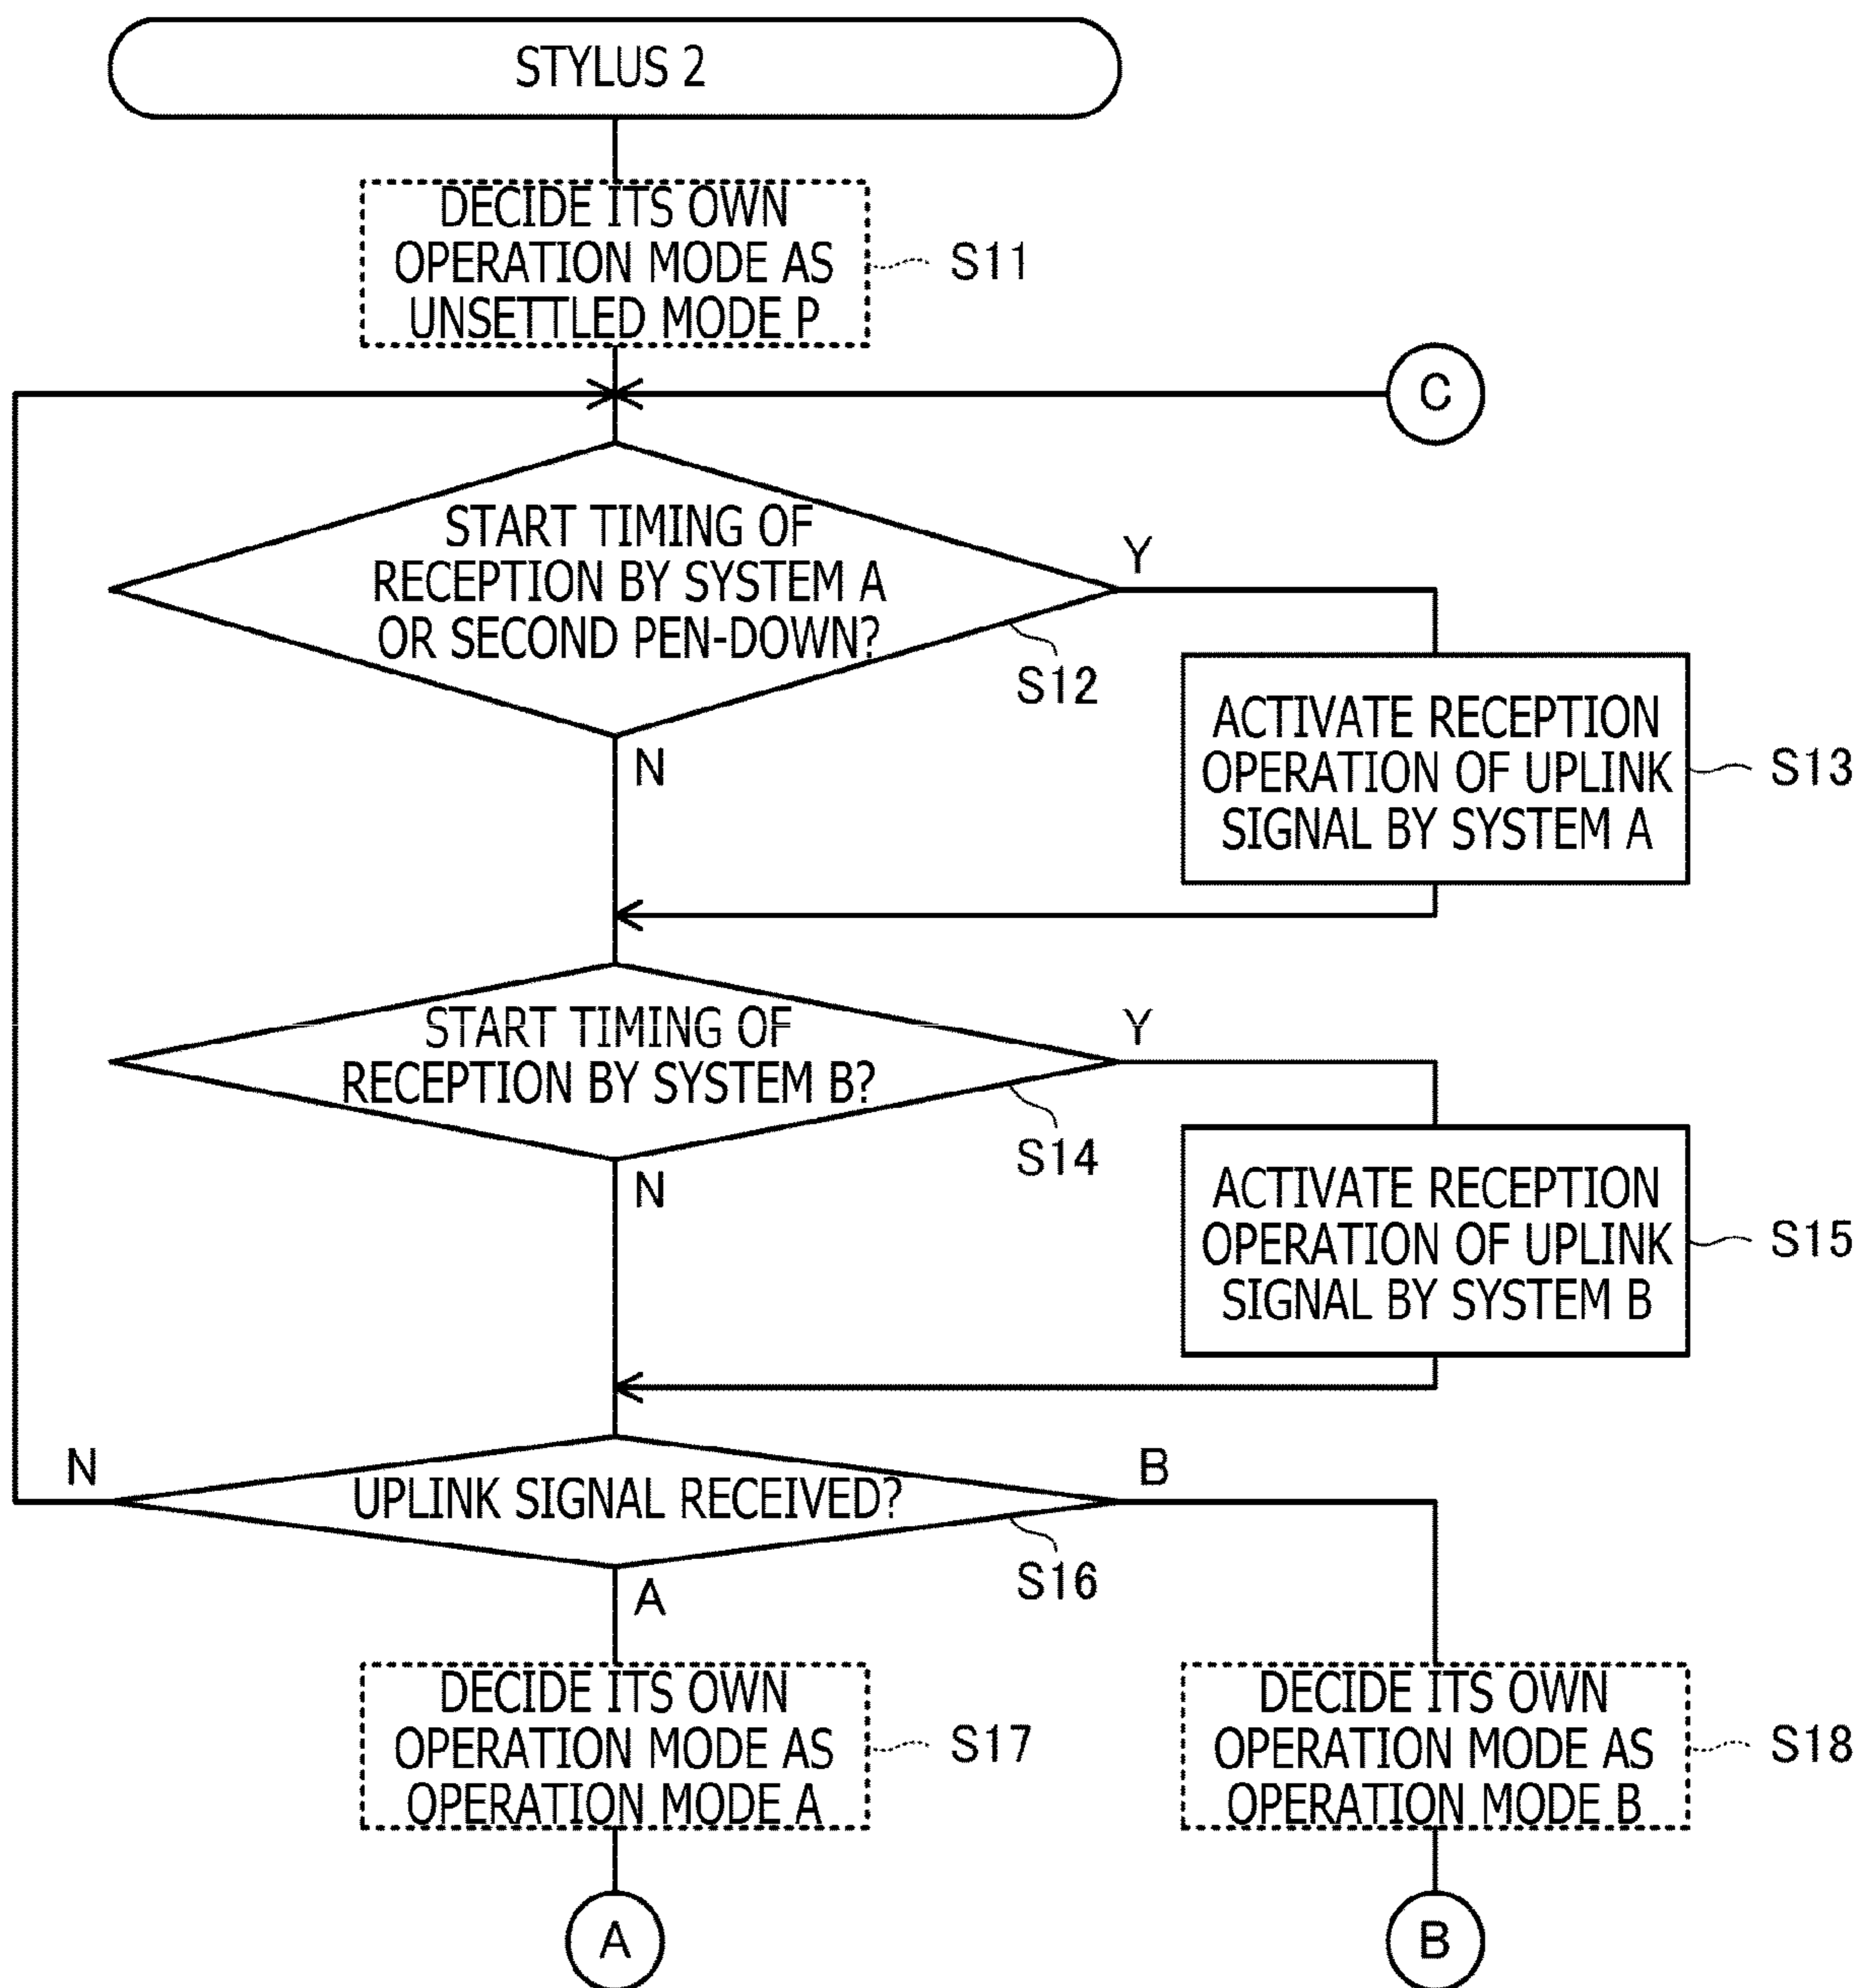 STYLUS 2
DECIDE ITS OWN
OPERATION MODE AS
UNSETTLED MODE P
S11
C
START TIMING OF
RECEPTION BY SYSTEM A
OR SECOND PEN-DOWN?
Y
S12
N
ACTIVATE RECEPTION
OPERATION OF UPLINK
SIGNAL BY SYSTEM A
S13
START TIMING OF
RECEPTION BY SYSTEM B?
Y
S14
N
ACTIVATE RECEPTION
OPERATION OF UPLINK
SIGNAL BY SYSTEM B
S15
N
UPLINK SIGNAL RECEIVED?
B
S16
A
DECIDE ITS OWN
OPERATION MODE AS
OPERATION MODE A
S17
DECIDE ITS OWN
OPERATION MODE AS
OPERATION MODE B
S18
A
B